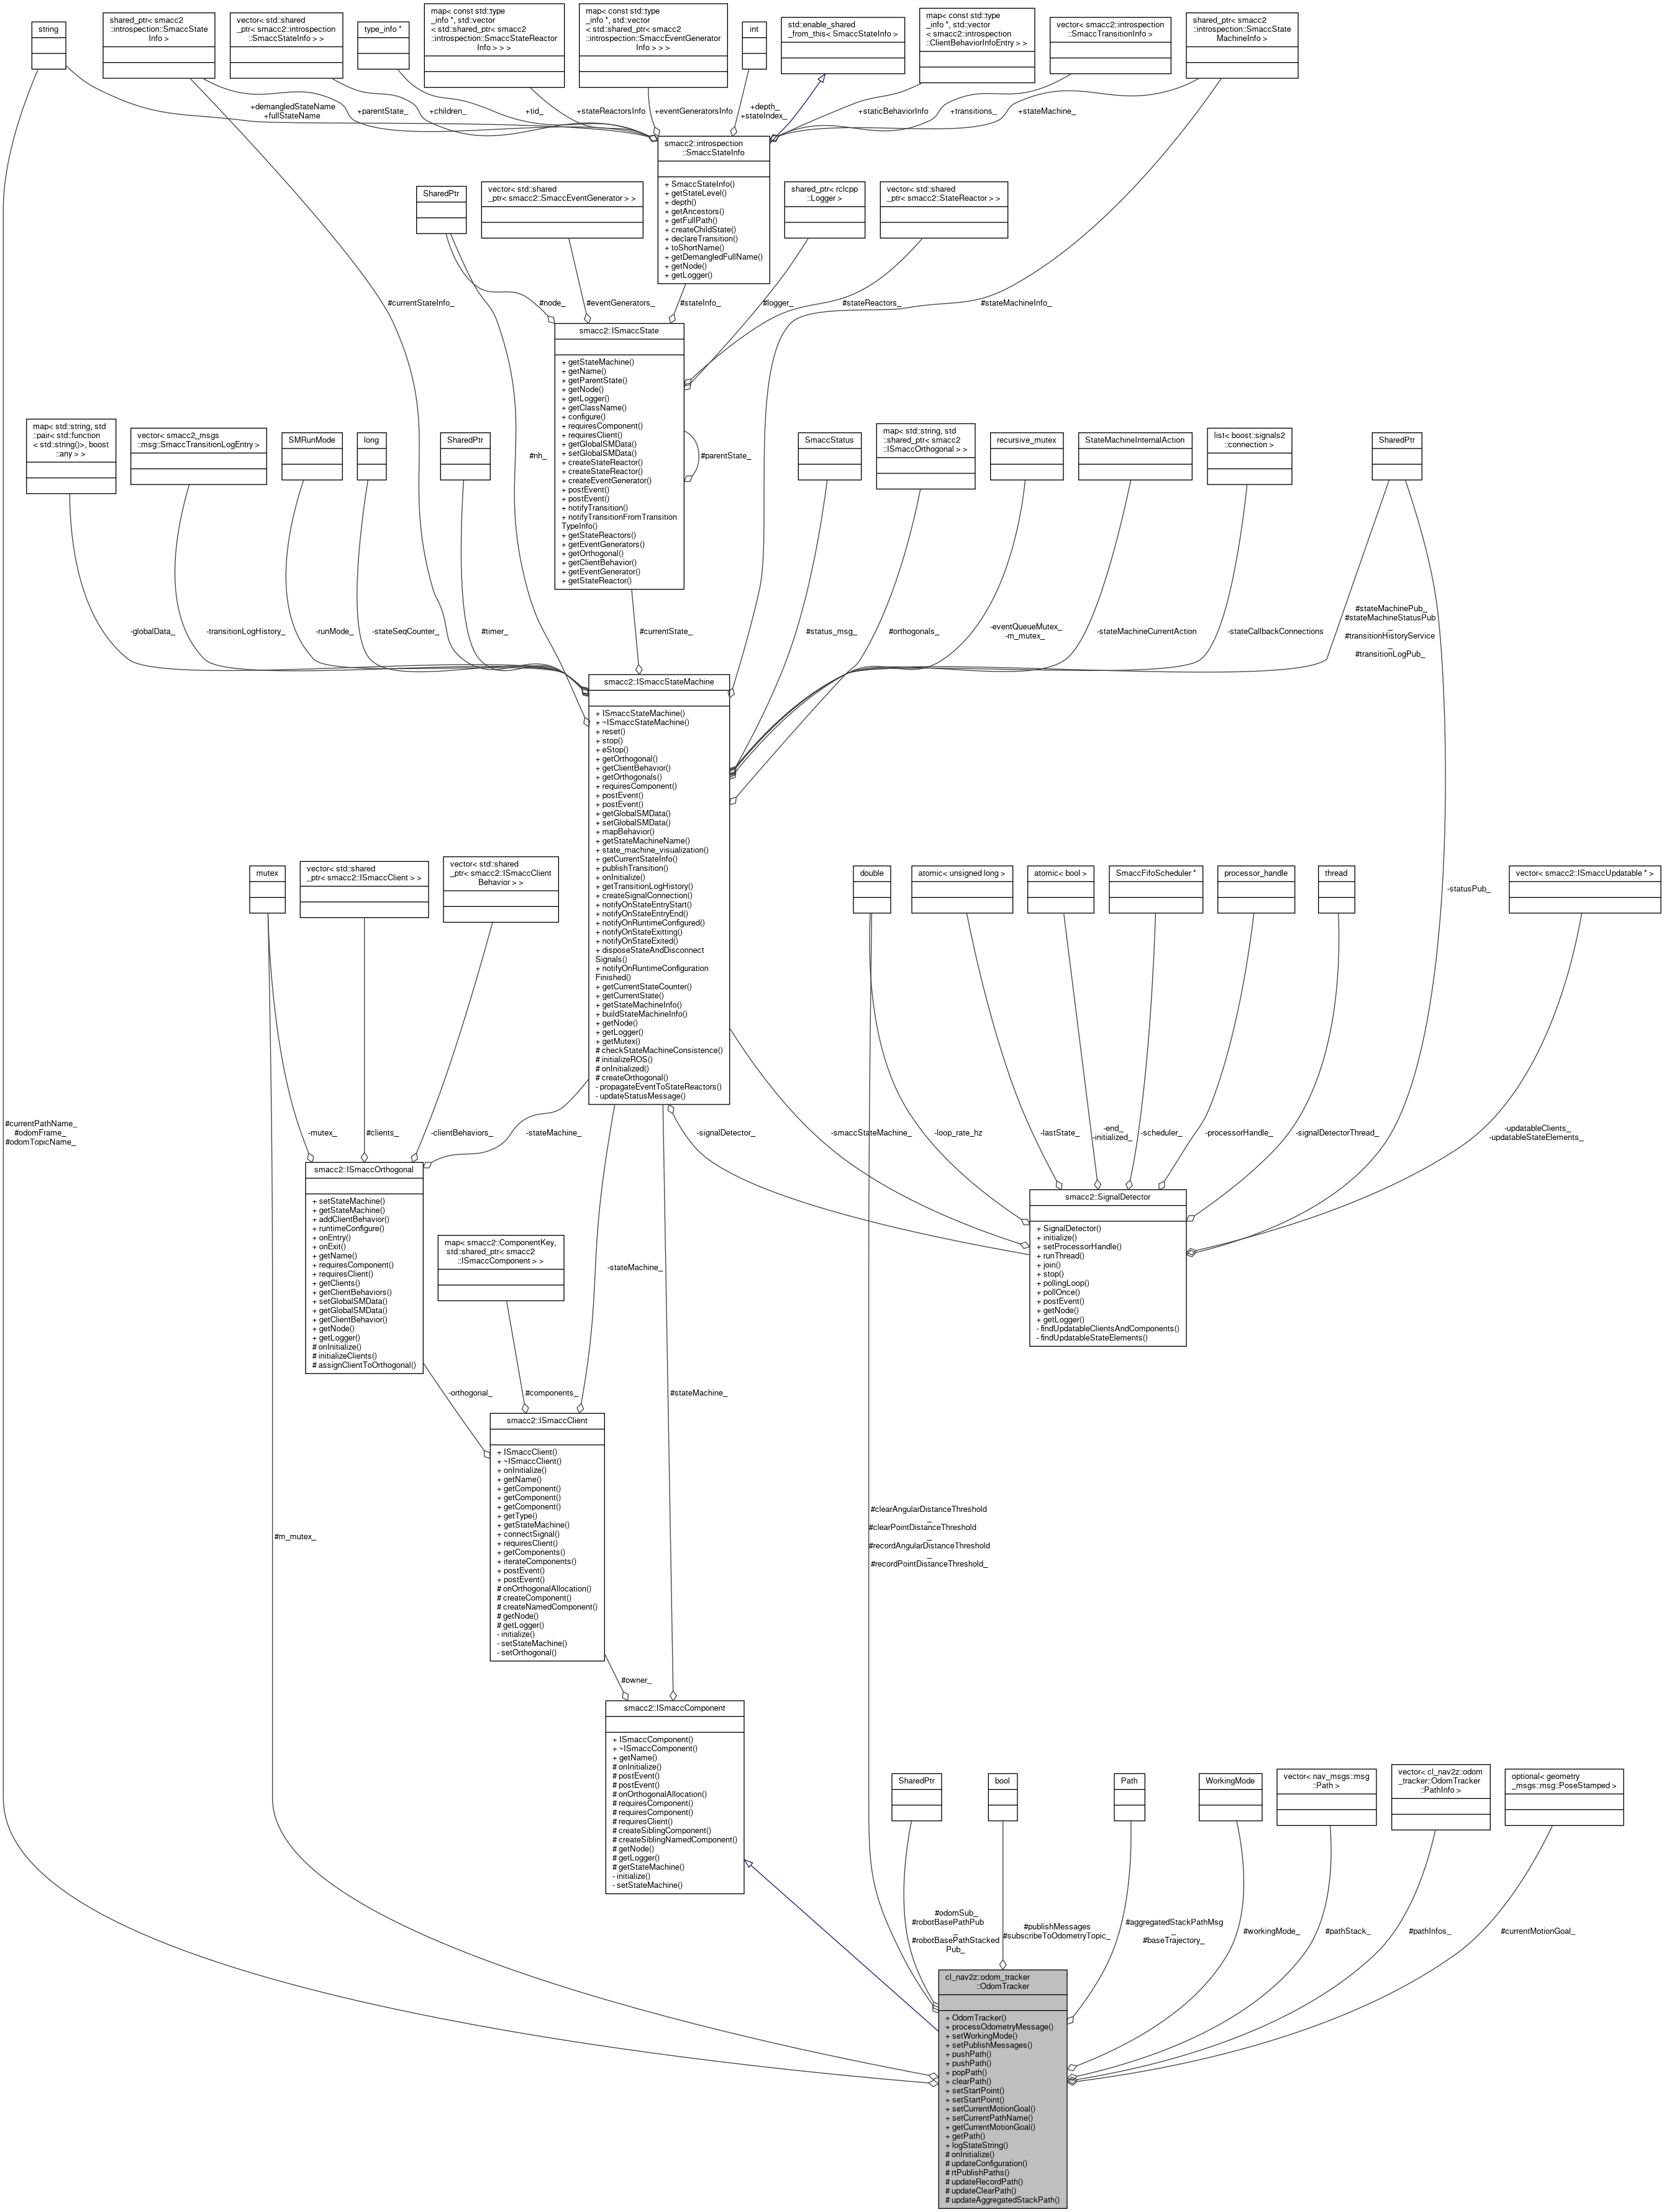 string
shared_ptr< smacc2
::introspection::SmaccState
Info >
vector< std::shared
_ptr< smacc2::introspection
::SmaccStateInfo > >
type_info *
map< const std::type
_info *, std::vector
< std::shared_ptr< smacc2
::introspection::SmaccStateReactor
Info > > >
map< const std::type
_info *, std::vector
< std::shared_ptr< smacc2
::introspection::SmaccEventGenerator
Info > > >
int
std::enable_shared
_from_this< SmaccStateInfo >
map< const std::type
_info *, std::vector
< smacc2::introspection
::ClientBehaviorInfoEntry > >
vector< smacc2::introspection
::SmaccTransitionInfo >
shared_ptr< smacc2
::introspection::SmaccState
MachineInfo >
+demangledStateName
+fullStateName
+parentState_
+children_
+tid_
+stateReactorsInfo
+eventGeneratorsInfo
+depth_
+stateIndex_
+staticBehaviorInfo
+transitions_
+stateMachine_
smacc2::introspection
::SmaccStateInfo
+ SmaccStateInfo()
+ getStateLevel()
+ depth()
+ getAncestors()
+ getFullPath()
+ createChildState()
+ declareTransition()
+ toShortName()
+ getDemangledFullName()
+ getNode()
+ getLogger()
SharedPtr
vector< std::shared
_ptr< smacc2::SmaccEventGenerator > >
shared_ptr< rclcpp
::Logger >
vector< std::shared
_ptr< smacc2::StateReactor > >
#currentStateInfo_
#node_
#eventGenerators_
#stateInfo_
#logger_
#stateReactors_
#stateMachineInfo_
smacc2::ISmaccState
+ getStateMachine()
+ getName()
+ getParentState()
+ getNode()
+ getLogger()
+ getClassName()
+ configure()
+ requiresComponent()
+ requiresClient()
+ getGlobalSMData()
+ setGlobalSMData()
+ createStateReactor()
+ createStateReactor()
+ createEventGenerator()
+ postEvent()
+ postEvent()
+ notifyTransition()
+ notifyTransitionFromTransition
TypeInfo()
+ getStateReactors()
+ getEventGenerators()
+ getOrthogonal()
+ getClientBehavior()
+ getEventGenerator()
+ getStateReactor()
#parentState_
#nh_
map< std::string, std
::pair< std::function
< std::string()>, boost
::any > >
vector< smacc2_msgs
::msg::SmaccTransitionLogEntry >
SMRunMode
long
SharedPtr
SmaccStatus
map< std::string, std
::shared_ptr< smacc2
::ISmaccOrthogonal > >
recursive_mutex
StateMachineInternalAction
list< boost::signals2
::connection >
SharedPtr
-globalData_
-transitionLogHistory_
-runMode_
-stateSeqCounter_
#timer_
#currentState_
#status_msg_
#orthogonals_
-eventQueueMutex_
-m_mutex_
-stateMachineCurrentAction
-stateCallbackConnections
#stateMachinePub_
#stateMachineStatusPub
_
#transitionHistoryService
_
#transitionLogPub_
smacc2::ISmaccStateMachine
+ ISmaccStateMachine()
+ ~ISmaccStateMachine()
+ reset()
+ stop()
+ eStop()
+ getOrthogonal()
+ getClientBehavior()
+ getOrthogonals()
+ requiresComponent()
+ postEvent()
+ postEvent()
+ getGlobalSMData()
+ setGlobalSMData()
+ mapBehavior()
+ getStateMachineName()
+ state_machine_visualization()
+ getCurrentStateInfo()
+ publishTransition()
+ onInitialize()
+ getTransitionLogHistory()
+ createSignalConnection()
+ notifyOnStateEntryStart()
+ notifyOnStateEntryEnd()
+ notifyOnRuntimeConfigured()
+ notifyOnStateExitting()
+ notifyOnStateExited()
+ disposeStateAndDisconnect
Signals()
+ notifyOnRuntimeConfiguration
Finished()
+ getCurrentStateCounter()
+ getCurrentState()
+ getStateMachineInfo()
+ buildStateMachineInfo()
+ getNode()
+ getLogger()
+ getMutex()
# checkStateMachineConsistence()
# initializeROS()
# onInitialized()
# createOrthogonal()
- propagateEventToStateReactors()
- updateStatusMessage()
mutex
vector< std::shared
_ptr< smacc2::ISmaccClient > >
vector< std::shared
_ptr< smacc2::ISmaccClient
Behavior > >
double
atomic< unsigned long >
atomic< bool >
SmaccFifoScheduler *
processor_handle
thread
-statusPub_
vector< smacc2::ISmaccUpdatable * >
#currentPathName_
#odomFrame_
#odomTopicName_
-mutex_
#clients_
-clientBehaviors_
-stateMachine_
-signalDetector_
-smaccStateMachine_
-loop_rate_hz
-lastState_
-end_
-initialized_
-scheduler_
-processorHandle_
-signalDetectorThread_
-updatableClients_
-updatableStateElements_
smacc2::ISmaccOrthogonal
+ setStateMachine()
+ getStateMachine()
+ addClientBehavior()
+ runtimeConfigure()
+ onEntry()
+ onExit()
+ getName()
+ requiresComponent()
+ requiresClient()
+ getClients()
+ getClientBehaviors()
+ setGlobalSMData()
+ getGlobalSMData()
+ getClientBehavior()
+ getNode()
+ getLogger()
# onInitialize()
# initializeClients()
# assignClientToOrthogonal()
smacc2::SignalDetector
+ SignalDetector()
+ initialize()
+ setProcessorHandle()
+ runThread()
+ join()
+ stop()
+ pollingLoop()
+ pollOnce()
+ postEvent()
+ getNode()
+ getLogger()
- findUpdatableClientsAndComponents()
- findUpdatableStateElements()
map< smacc2::ComponentKey,
std::shared_ptr< smacc2
::ISmaccComponent > >
-stateMachine_
-orthogonal_
#components_
#stateMachine_
smacc2::ISmaccClient
+ ISmaccClient()
+ ~ISmaccClient()
+ onInitialize()
+ getName()
+ getComponent()
+ getComponent()
+ getComponent()
+ getType()
+ getStateMachine()
+ connectSignal()
+ requiresClient()
+ getComponents()
+ iterateComponents()
+ postEvent()
+ postEvent()
# onOrthogonalAllocation()
# createComponent()
# createNamedComponent()
# getNode()
# getLogger()
- initialize()
- setStateMachine()
- setOrthogonal()
#m_mutex_
#clearAngularDistanceThreshold
_
#clearPointDistanceThreshold
_
#recordAngularDistanceThreshold
_
#recordPointDistanceThreshold_
#owner_
smacc2::ISmaccComponent
+ ISmaccComponent()
+ ~ISmaccComponent()
+ getName()
# onInitialize()
# postEvent()
# postEvent()
# onOrthogonalAllocation()
# requiresComponent()
# requiresComponent()
# requiresClient()
# createSiblingComponent()
# createSiblingNamedComponent()
# getNode()
# getLogger()
# getStateMachine()
- initialize()
- setStateMachine()
SharedPtr
bool
Path
WorkingMode
vector< nav_msgs::msg
::Path >
vector< cl_nav2z::odom
_tracker::OdomTracker
::PathInfo >
optional< geometry
_msgs::msg::PoseStamped >
#odomSub_
#robotBasePathPub
_
#robotBasePathStacked
Pub_
#publishMessages
#subscribeToOdometryTopic_
#aggregatedStackPathMsg
_
#baseTrajectory_
#workingMode_
#pathStack_
#pathInfos_
#currentMotionGoal_
cl_nav2z::odom_tracker
::OdomTracker
+ OdomTracker()
+ processOdometryMessage()
+ setWorkingMode()
+ setPublishMessages()
+ pushPath()
+ pushPath()
+ popPath()
+ clearPath()
+ setStartPoint()
+ setStartPoint()
+ setCurrentMotionGoal()
+ setCurrentPathName()
+ getCurrentMotionGoal()
+ getPath()
+ logStateString()
# onInitialize()
# updateConfiguration()
# rtPublishPaths()
# updateRecordPath()
# updateClearPath()
# updateAggregatedStackPath()